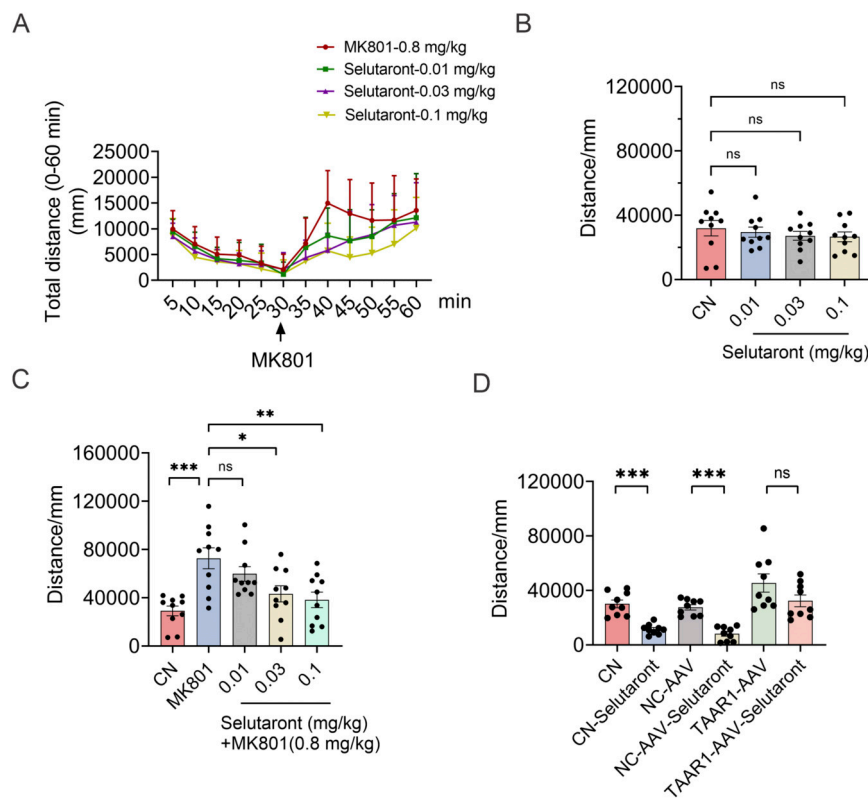 A
MK801-0.8 mg/kg
Selutaront-0.01 mg/kg
Selutaront-0.03 mg/kg
Selutaront-0.1 mg/kg
Total distance (0-60 min)
(mm)
25000
20000
15000
10000
5000
0
5 10 15 20 25 30 35 40 45 50 55 60 min
MK801
B
Distance/mm
120000
80000
40000
0
ns
ns
ns
CN 0.01 0.03 0.1
Selutaront (mg/kg)
C
Distance/mm
160000
120000
80000
40000
0
**
*
*** ns
CN MK801 0.01 0.03 0.1
Selutaront (mg/kg)
+MK801(0.8 mg/kg)
D
Distance/mm
120000
80000
40000
0
*** *** ns
CN
CN-Selutaront
NC-AAV
NC-AAV-Selutaront
TAAR1-AAV
TAAR1-AAV-Selutaront